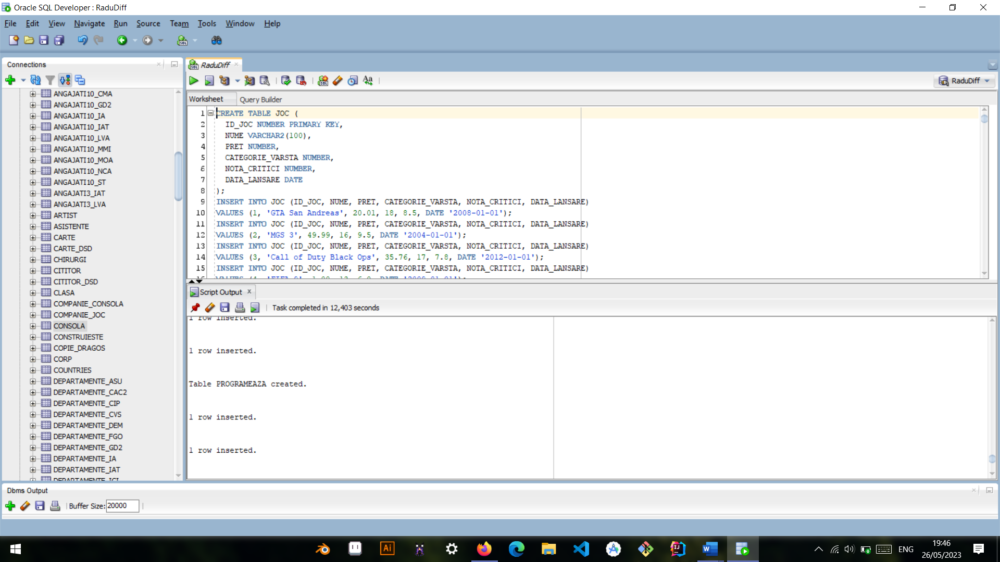 Oracle SQL Developer : RaduDiff
File Edit View Navigate Run Source Team Tools Window Help
Connections
ANGAJATI10_CMA
ANGAJATI10_GD2
ANGAJATI10_IA
ANGAJATI10_IAT
ANGAJATI10_LVA
ANGAJATI10_MMI
ANGAJATI10_MOA
ANGAJATI10_NCA
ANGAJATI10_ST
ANGAJATI3_IAT
ANGAJATI3_LVA
ARTIST
ASISTENTE
CARTE
CARTE_DSD
CHIRURGI
CITITOR
CITITOR_DSD
CLASA
COMPANIE_CONSOLA
COMPANIE_JOC
CONSOLA
CONSTRUIESTE
COPIE_DRAGOS
CORP
COUNTRIES
DEPARTAMENTE_ASU
DEPARTAMENTE_CAC2
DEPARTAMENTE_CIP
DEPARTAMENTE_CVS
DEPARTAMENTE_DEM
DEPARTAMENTE_FGO
DEPARTAMENTE_GD2
DEPARTAMENTE_IA
DEPARTAMENTE_IAT
RaduDiff
RaduDiff
Worksheet Query Builder
1 CREATE TABLE JOC (
2 ID_JOC NUMBER PRIMARY KEY,
3 NUME VARCHAR2(100),
4 PRET NUMBER,
5 CATEGORIE_VARSTA NUMBER,
6 NOTA_CRITICI NUMBER,
7 DATA_LANSARE DATE
8 );
9 INSERT INTO JOC (ID_JOC, NUME, PRET, CATEGORIE_VARSTA, NOTA_CRITICI, DATA_LANSARE)
10 VALUES (1, 'GTA San Andreas', 20.01, 18, 8.5, DATE '2008-01-01');
11 INSERT INTO JOC (ID_JOC, NUME, PRET, CATEGORIE_VARSTA, NOTA_CRITICI, DATA_LANSARE)
12 VALUES (2, 'MGS 3', 49.99, 16, 9.5, DATE '2004-01-01');
13 INSERT INTO JOC (ID_JOC, NUME, PRET, CATEGORIE_VARSTA, NOTA_CRITICI, DATA_LANSARE)
14 VALUES (3, 'Call of Duty Black Ops', 35.76, 17, 7.8, DATE '2012-01-01');
15 INSERT INTO JOC (ID_JOC, NUME, PRET, CATEGORIE_VARSTA, NOTA_CRITICI, DATA_LANSARE)
Script Output
Task completed in 12,403 seconds
1 row inserted.
1 row inserted.
Table PROGRAMEAZA created.
1 row inserted.
1 row inserted.
Dbms Output
Buffer Size: 20000
ENG
19:46
26/05/2023